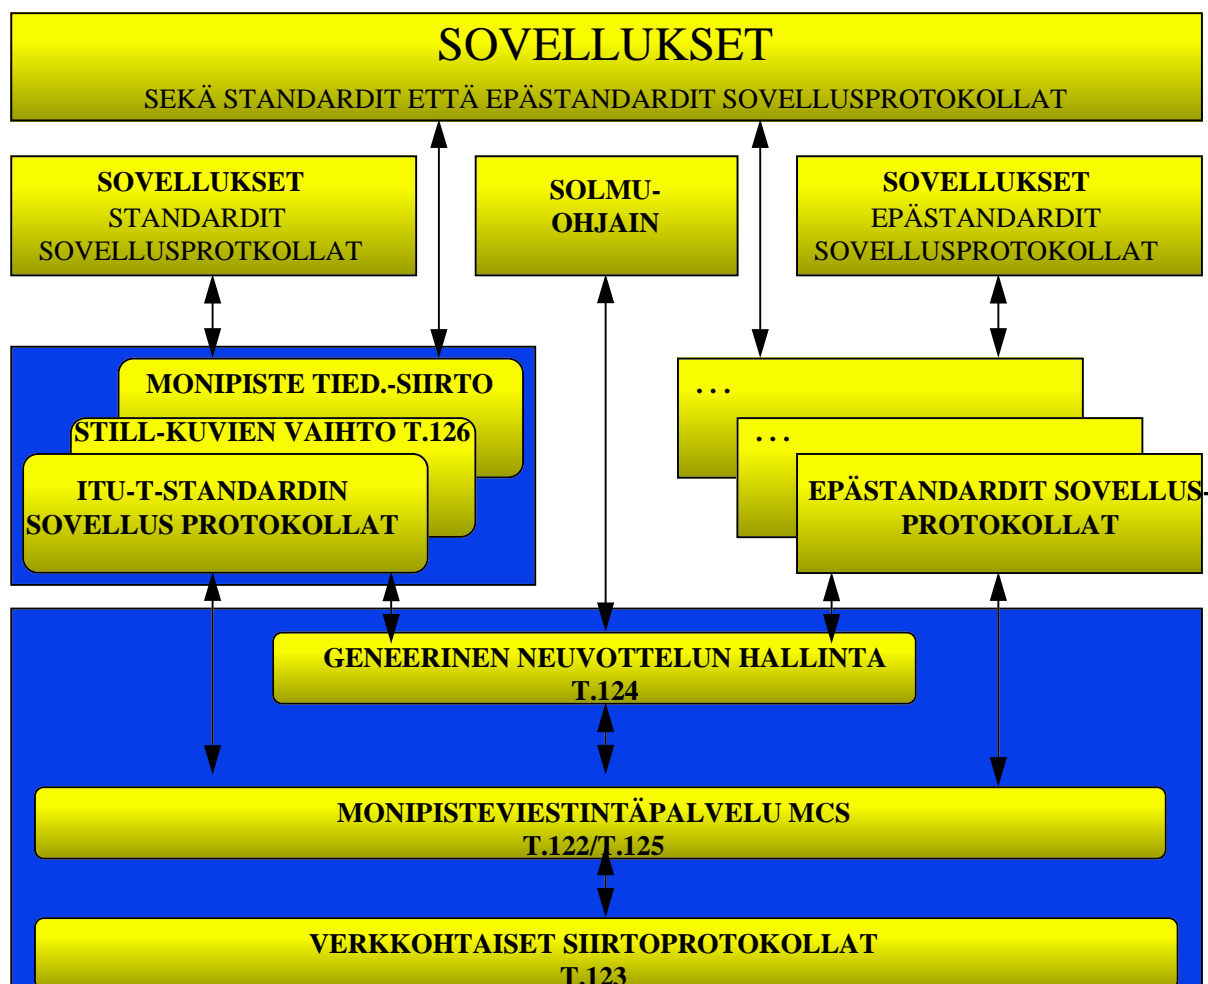 SOVELLUKSET
SEKÄ STANDARDIT ETTÄ EPÄSTANDARDIT SOVELLUSPROTOKOLLAT
SOVELLUKSET
STANDARDIT
SOVELLUSPROTKOLLAT
SOLMU-
OHJAIN
SOVELLUKSET
EPÄSTANDARDIT
SOVELLUSPROTOKOLLAT
MONIPISTE TIED.-SIIRTO
STILL-KUVIEN VAIHTO T.126
ITU-T-STANDARDIN
SOVELLUS PROTOKOLLAT
. . .
. . .
EPÄSTANDARDIT SOVELLUS-
PROTOKOLLAT
GENEERINEN NEUVOTTELUN HALLINTA
T.124
MONIPISTEVIESTINTÄPALVELU MCS
T.122/T.125
VERKKOHTAISET SIIRTOPROTOKOLLAT
T.123